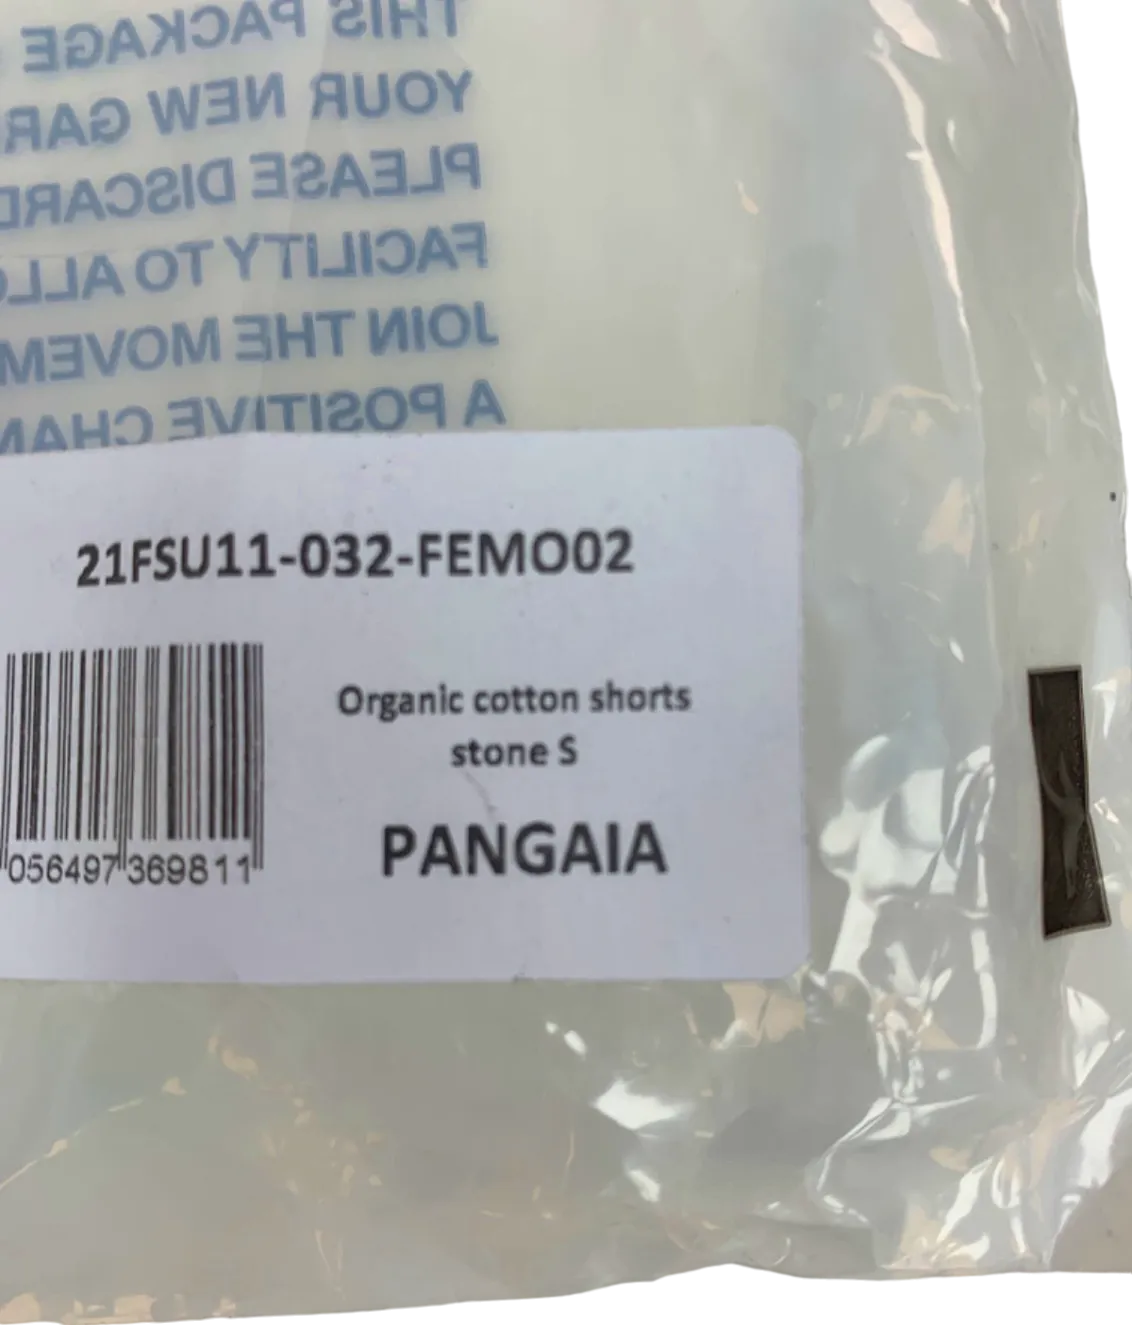 THIS PACKAGE
YOUR NEW GAR
PLEASE DISCARD
FACILITY TO ALLO
JOIN THE MOVEM
A POSITIVE CHAN
21FSU11-032-FEMO02
Organic cotton shorts
stone S
PANGAIA
056497 369811